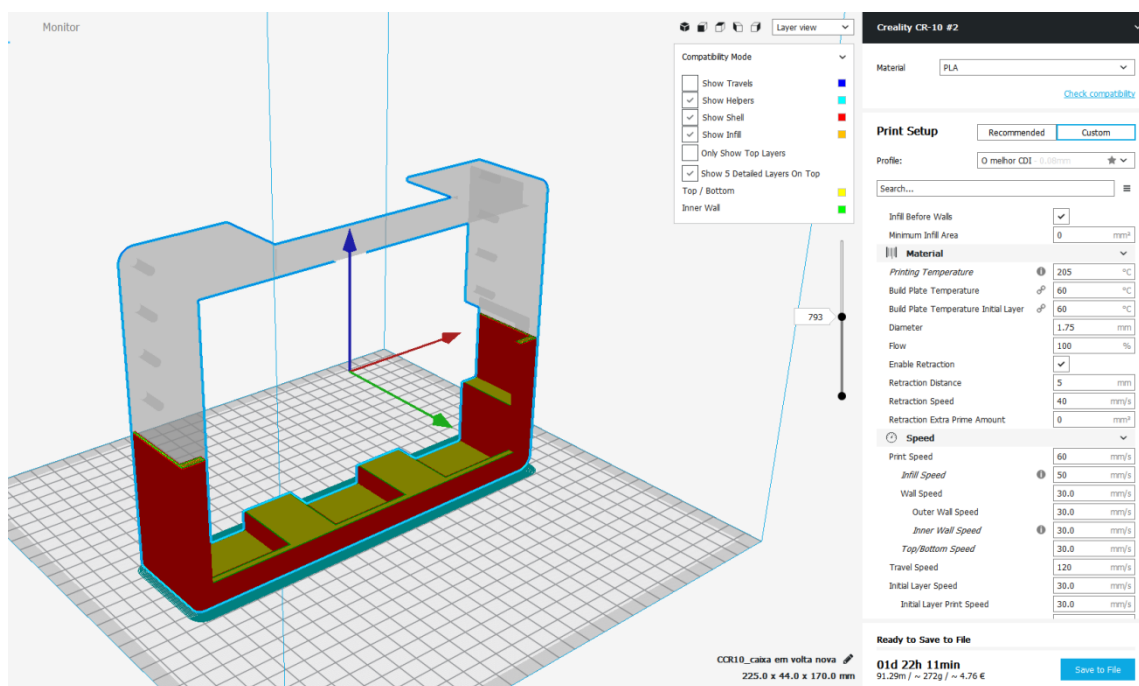 Monitor
Layer view
Compatibility Mode
Show Travels
Show Helpers
Show Shell
Show Infill
Only Show Top Layers
Show 5 Detailed Layers On Top
Top / Bottom
Inner Wall
793
CCR10_caixa em volta nova
225.0 x 44.0 x 170.0 mm
Creality CR-10 #2
Material PLA
Check compatibility
Print Setup Recommended Custom
Profile: O melhor CDI - 0.08mm
Search...
Infill Before Walls
Minimum Infill Area 0 mm²
Material
Printing Temperature 205 °C
Build Plate Temperature 60 °C
Build Plate Temperature Initial Layer 60 °C
Diameter 1.75 mm
Flow 100 %
Enable Retraction
Retraction Distance 5 mm
Retraction Speed 40 mm/s
Retraction Extra Prime Amount 0 mm³
Speed
Print Speed 60 mm/s
Infill Speed 50 mm/s
Wall Speed 30.0 mm/s
Outer Wall Speed 30.0 mm/s
Inner Wall Speed 30.0 mm/s
Top/Bottom Speed 30.0 mm/s
Travel Speed 120 mm/s
Initial Layer Speed 30.0 mm/s
Initial Layer Print Speed 30.0 mm/s
Ready to Save to File
01d 22h 11min
91.29m / ~ 272g / ~ 4.76 €
Save to File